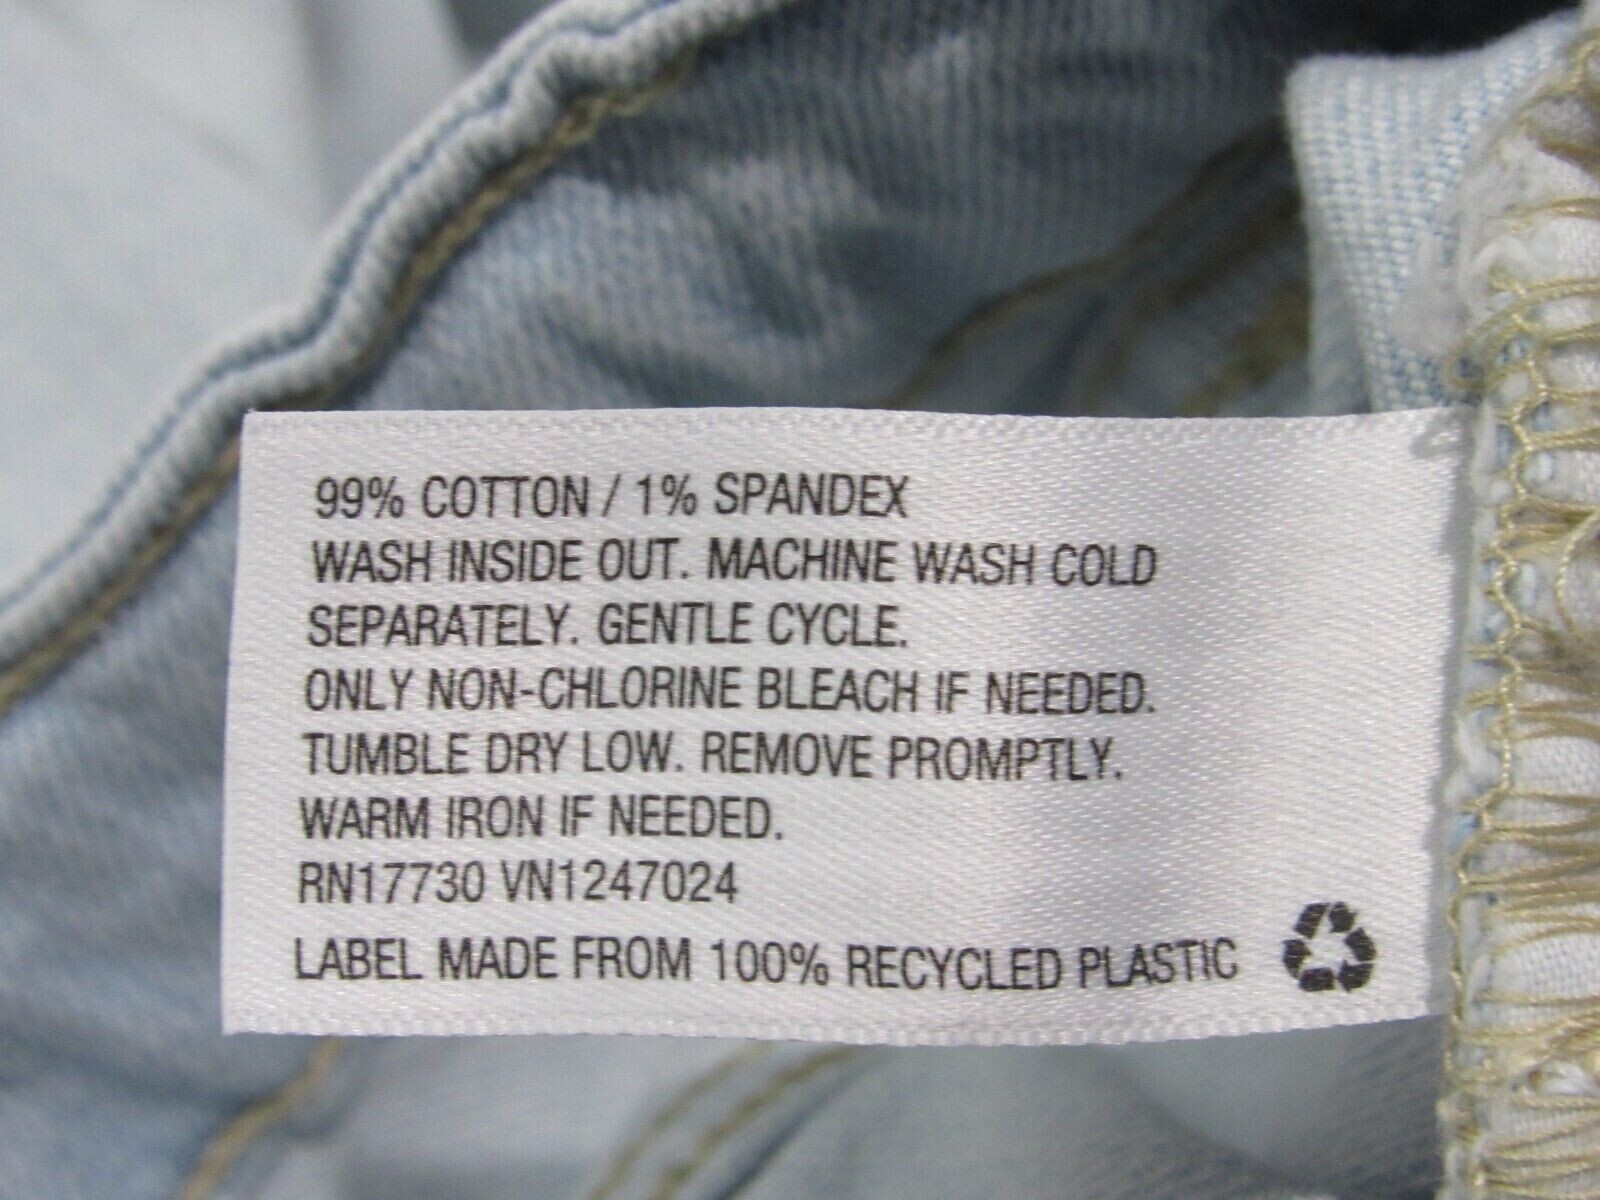 99% COTTON / 1% SPANDEX
WASH INSIDE OUT. MACHINE WASH COLD
SEPARATELY. GENTLE CYCLE.
ONLY NON-CHLORINE BLEACH IF NEEDED.
TUMBLE DRY LOW. REMOVE PROMPTLY.
WARM IRON IF NEEDED.
RN17730 VN1247024
LABEL MADE FROM 100% RECYCLED PLASTIC